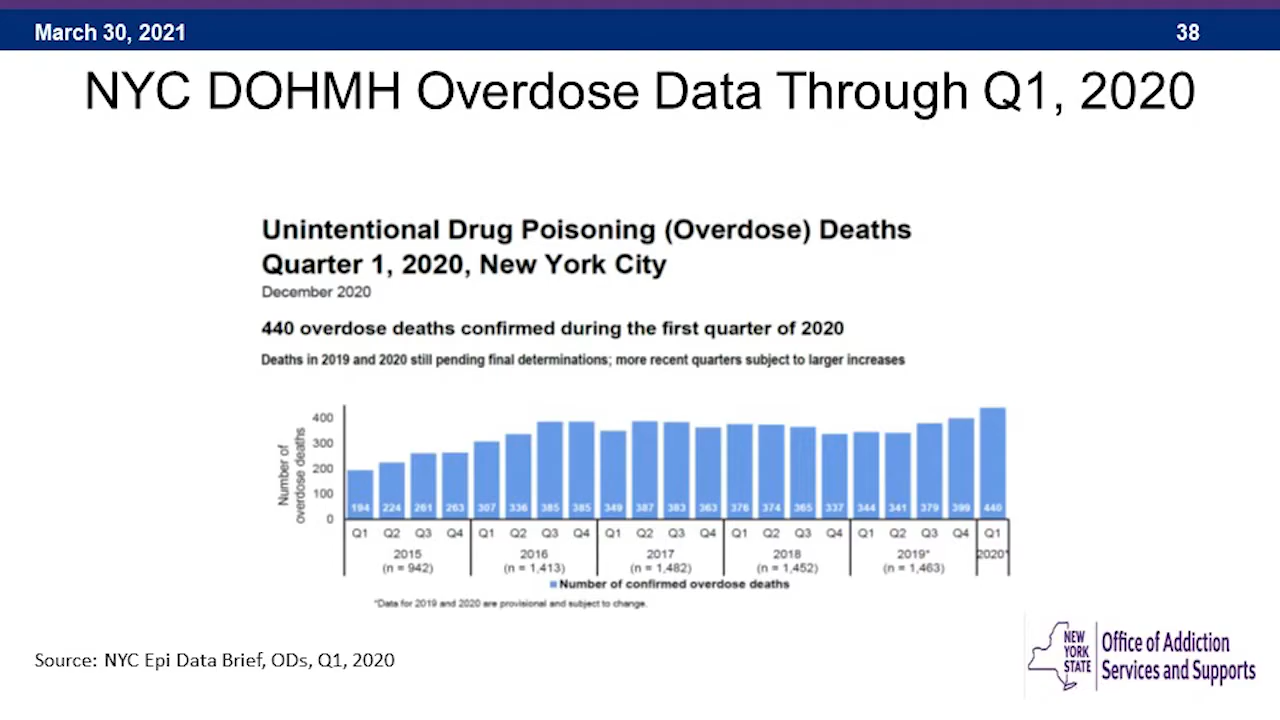 March 30, 2021
38
NYC DOHMH Overdose Data Through Q1, 2020
Unintentional Drug Poisoning (Overdose) Deaths
Quarter 1, 2020, New York City
December 2020
440 overdose deaths confirmed during the first quarter of 2020
Deaths in 2019 and 2020 still pending final determinations; more recent quarters subject to larger increases
Number of
overdose deaths
400
300
200
100
0
194 224 261 263 307 336 385 385 349 387 383 363 376 374 365 337 344 341 379 399 440
Q1 Q2 Q3 Q4 Q1 Q2 Q3 Q4 Q1 Q2 Q3 Q4 Q1 Q2 Q3 Q4 Q1 Q2 Q3 Q4 Q1
2015 2016 2017 2018 2019* 2020*
(n = 942) (n = 1,413) (n = 1,482) (n = 1,452) (n = 1,463)
Number of confirmed overdose deaths
*Data for 2019 and 2020 are provisional and subject to change.
Source: NYC Epi Data Brief, ODs, Q1, 2020
NEW
YORK
STATE
Office of Addiction
Services and Supports